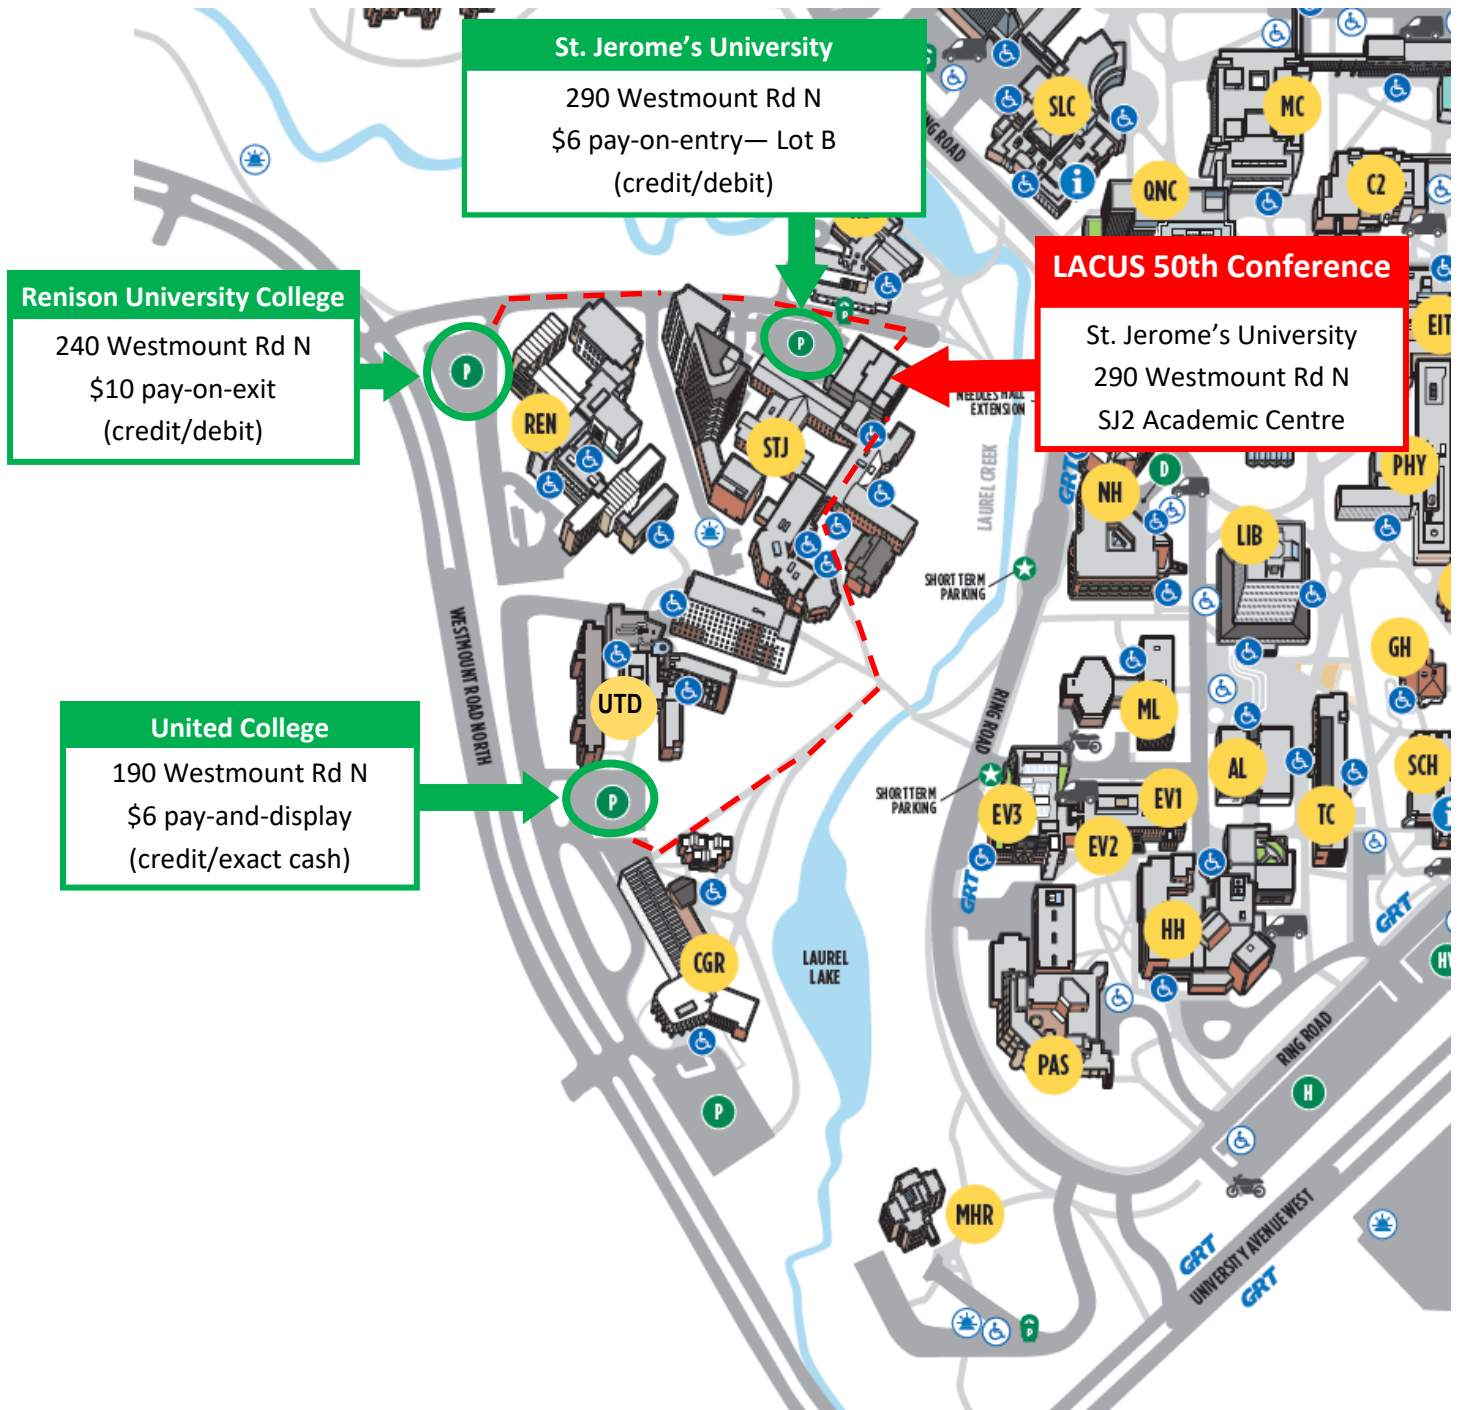 St. Jerome’s University
290 Westmount Rd N
$6 pay-on-entry— Lot B
(credit/debit)
SLC
MC
RING ROAD
i
QNC
C2
LACUS 50th Conference
St. Jerome’s University
290 Westmount Rd N
SJ2 Academic Centre
Renison University College
240 Westmount Rd N
$10 pay-on-exit
(credit/debit)
P
P
P
EIT
NEEDLES HALL
EXTENSION
REN
STJ
LAUREL CREEK
GRT
NH
D
PHY
LIB
SHORT TERM
PARKING
WESTMOUNT ROAD NORTH
UTD
GH
RING ROAD
ML
United College
190 Westmount Rd N
$6 pay-and-display
(credit/exact cash)
P
SHORT TERM
PARKING
EV3
EV1
EV2
AL
TC
SCH
i
GRT
GRT
HH
CGR
LAUREL
LAKE
PAS
RING ROAD
P
H
MHR
UNIVERSITY AVENUE WEST
GRT
GRT
P